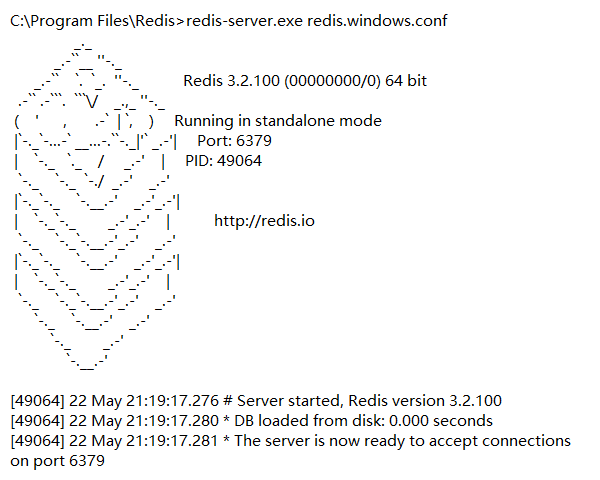 C:\Program Files\Redis>redis-server.exe redis.windows.conf
Redis 3.2.100 (00000000/0) 64 bit
Running in standalone mode
Port: 6379
PID: 49064
http://redis.io
[49064] 22 May 21:19:17.276 # Server started, Redis version 3.2.100
[49064] 22 May 21:19:17.280 * DB loaded from disk: 0.000 seconds
[49064] 22 May 21:19:17.281 * The server is now ready to accept connections
on port 6379